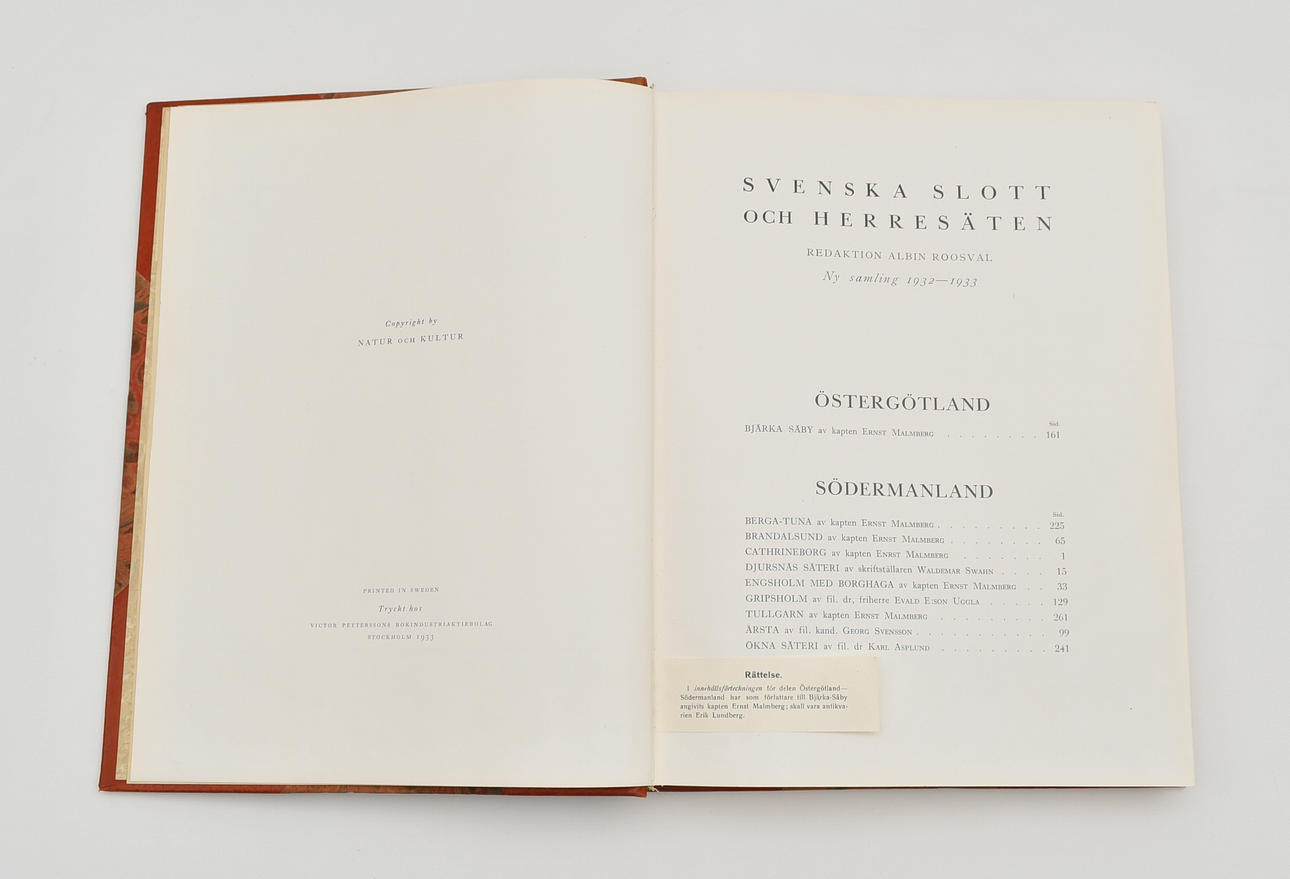 Copyright by
NATUR OCH KULTUR
PRINTED IN SWEDEN
Tryckt hos
VICTOR PETTERSSONS BOKINDUSTRIAKTIEBOLAG
STOCKHOLM 1933
SVENSKA SLOTT
OCH HERRESÄTEN
REDAKTION ALBIN ROOSVAL
Ny samling 1932—1933
ÖSTERGÖTLAND
Sid.
BJÄRKA SÄBY av kapten ERNST MALMBERG . . . . . . . . 161
SÖDERMANLAND
Sid.
BERGA-TUNA av kapten ERNST MALMBERG . . . . . . . . . 225
BRANDALSUND av kapten ERNST MALMBERG . . . . . . . . 65
CATHRINEBORG av kapten ENRST MALMBERG . . . . . . . 1
DJURSNÄS SÄTERI av skriftställaren WALDEMAR SWAHN . . . . 15
ENGSHOLM MED BORGHAGA av kapten ERNST MALMBERG . . 33
GRIPSHOLM av fil. dr, friherre EVALD E:SON UGGLA . . . . . 129
TULLGARN av kapten ERNST MALMBERG . . . . . . . . . 261
ÅRSTA av fil. kand. GEORG SVENSSON . . . . . . . . . . 99
ÖKNA SÄTERI av fil. dr KARL ASPLUND . . . . . . . . . 241
Rättelse.
I innehållsförteckningen för delen Östergötland—
Södermanland har som författare till Bjärka-Säby
angivits kapten Ernst Malmberg; skall vara antikva-
rien Erik Lundberg.